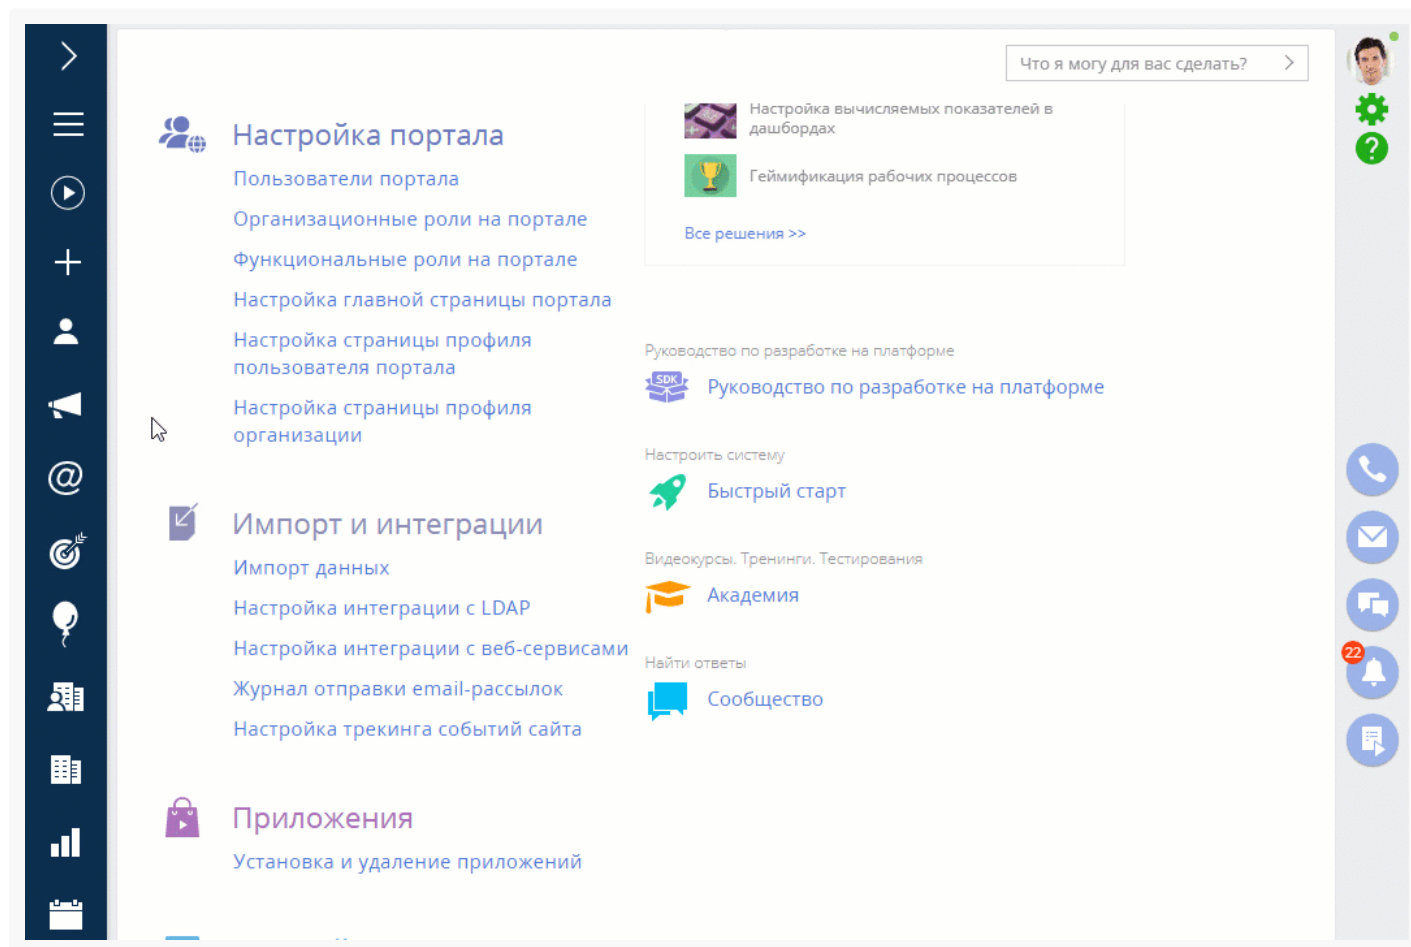 Что я могу для вас сделать?
Настройка портала
Пользователи портала
Организационные роли на портале
Функциональные роли на портале
Настройка главной страницы портала
Настройка страницы профиля
пользователя портала
Настройка страницы профиля
организации
Импорт и интеграции
Импорт данных
Настройка интеграции с LDAP
Настройка интеграции с веб-сервисами
Журнал отправки email-рассылок
Настройка трекинга событий сайта
Приложения
Установка и удаление приложений
Настройка вычисляемых показателей в
дашбордах
Геймификация рабочих процессов
Все решения >>
Руководство по разработке на платформе
SDK
Руководство по разработке на платформе
Настроить систему
Быстрый старт
Видеокурсы. Тренинги. Тестирования
Академия
Найти ответы
Сообщество
22